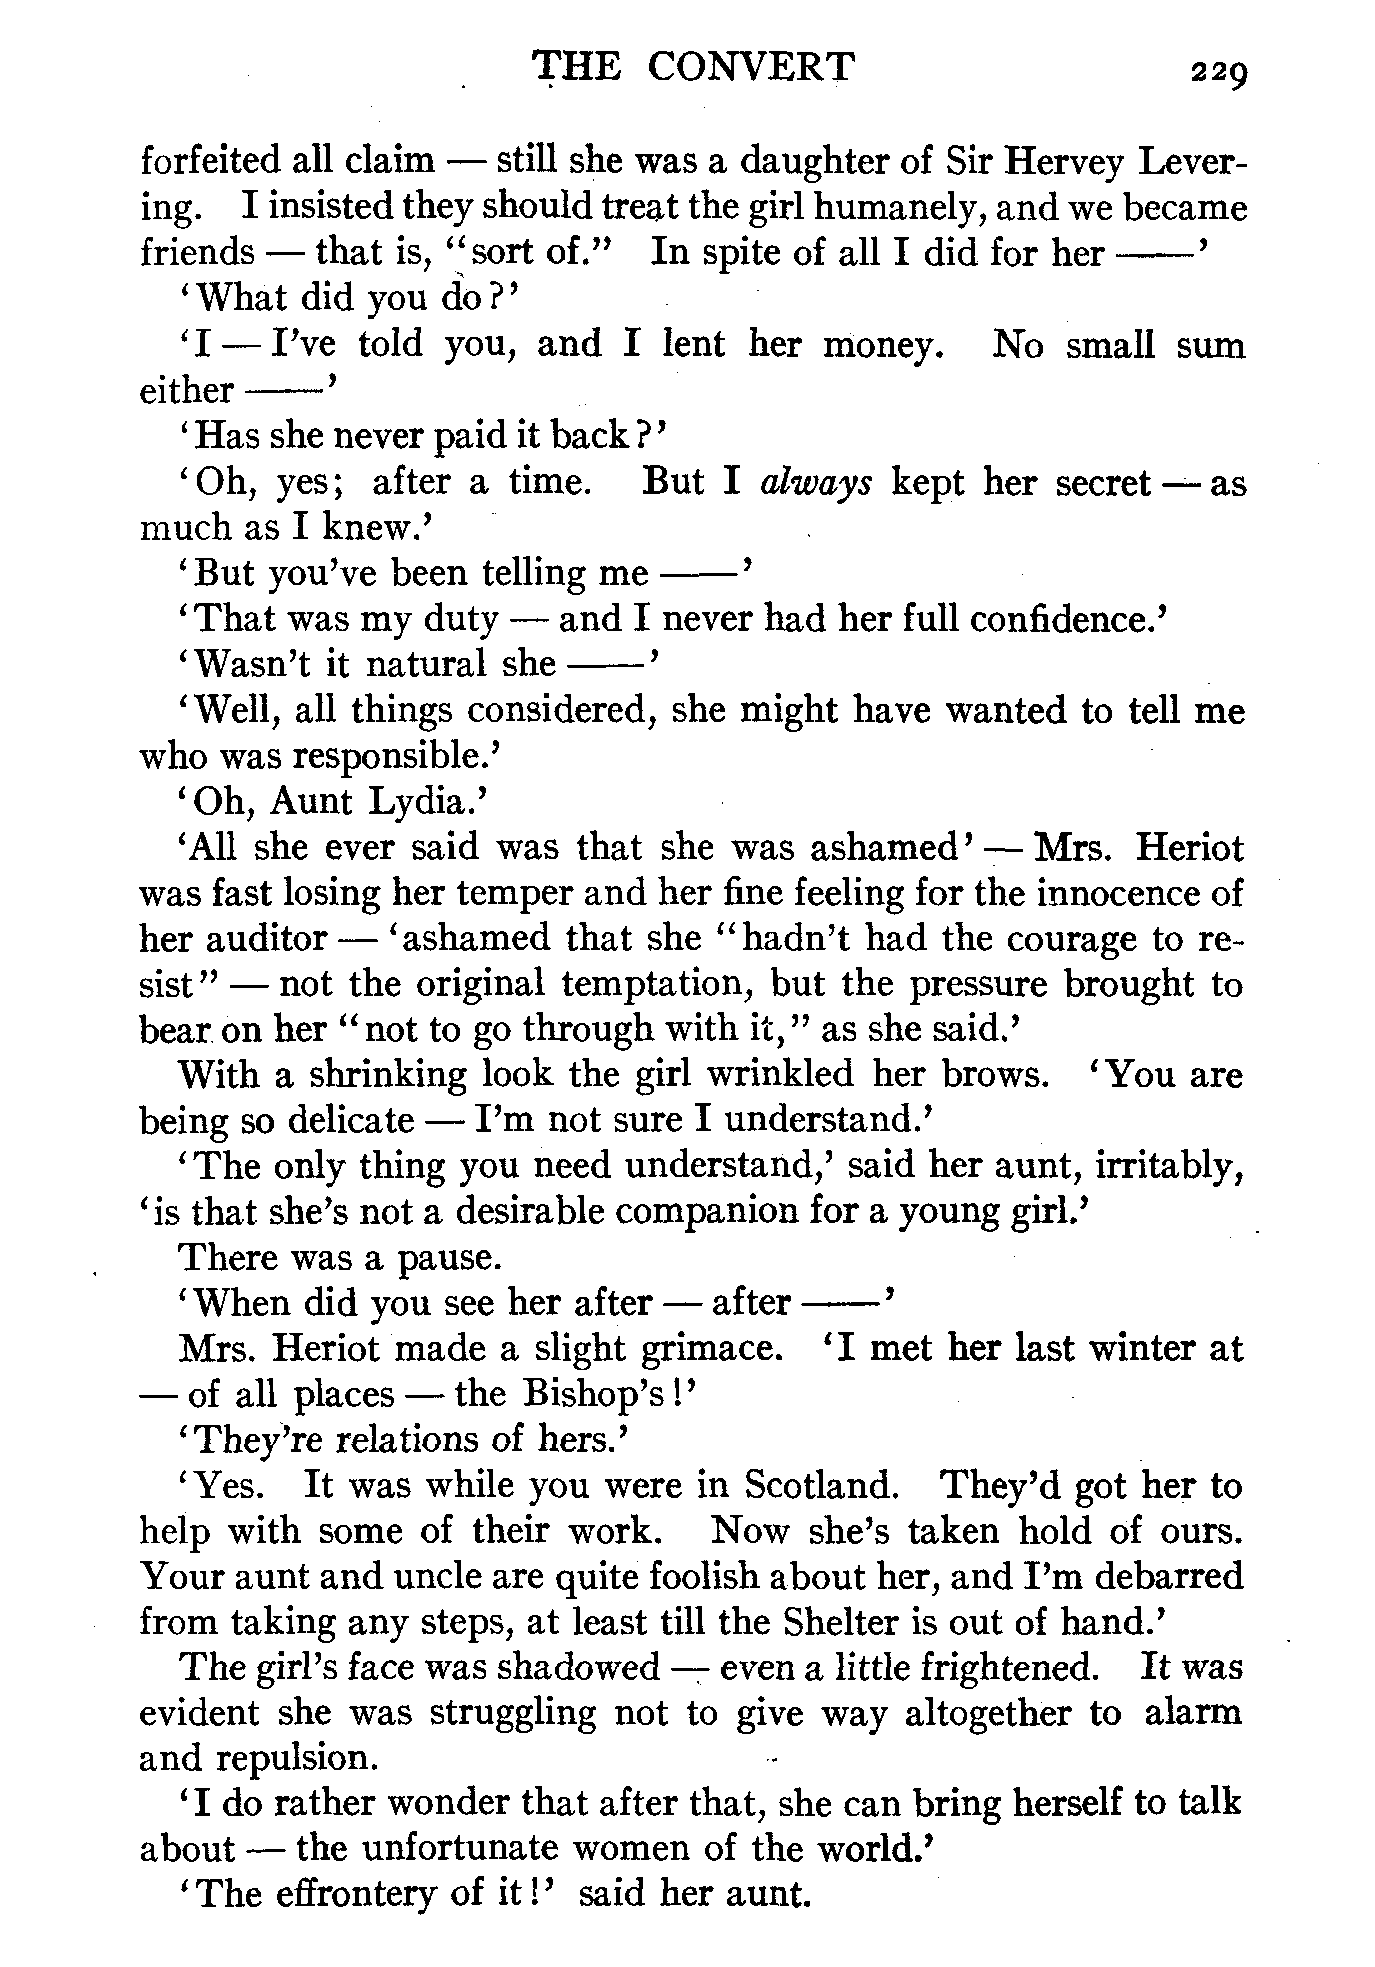 THE CONVERT 229
forfeited all claim — still she was a daughter of Sir Hervey Lever-
ing. I insisted they should treat the girl humanely, and we became
friends — that is, “sort of.” In spite of all I did for her ——’
‘What did you do?’
‘I — I’ve told you, and I lent her money. No small sum
either ——’
‘Has she never paid it back?’
‘Oh, yes; after a time. But I always kept her secret — as
much as I knew.’
‘But you’ve been telling me ——’
‘That was my duty — and I never had her full confidence.’
‘Wasn’t it natural she ——’
‘Well, all things considered, she might have wanted to tell me
who was responsible.’
‘Oh, Aunt Lydia.’
‘All she ever said was that she was ashamed’ — Mrs. Heriot
was fast losing her temper and her fine feeling for the innocence of
her auditor — ‘ashamed that she “hadn’t had the courage to re-
sist” — not the original temptation, but the pressure brought to
bear on her “not to go through with it,” as she said.’
With a shrinking look the girl wrinkled her brows. ‘You are
being so delicate — I’m not sure I understand.’
‘The only thing you need understand,’ said her aunt, irritably,
‘is that she’s not a desirable companion for a young girl.’
There was a pause.
‘When did you see her after — after ——’
Mrs. Heriot made a slight grimace. ‘I met her last winter at
— of all places — the Bishop’s!’
‘They’re relations of hers.’
‘Yes. It was while you were in Scotland. They’d got her to
help with some of their work. Now she’s taken hold of ours.
Your aunt and uncle are quite foolish about her, and I’m debarred
from taking any steps, at least till the Shelter is out of hand.’
The girl’s face was shadowed — even a little frightened. It was
evident she was struggling not to give way altogether to alarm
and repulsion.
‘I do rather wonder that after that, she can bring herself to talk
about — the unfortunate women of the world.’
‘The effrontery of it!’ said her aunt.